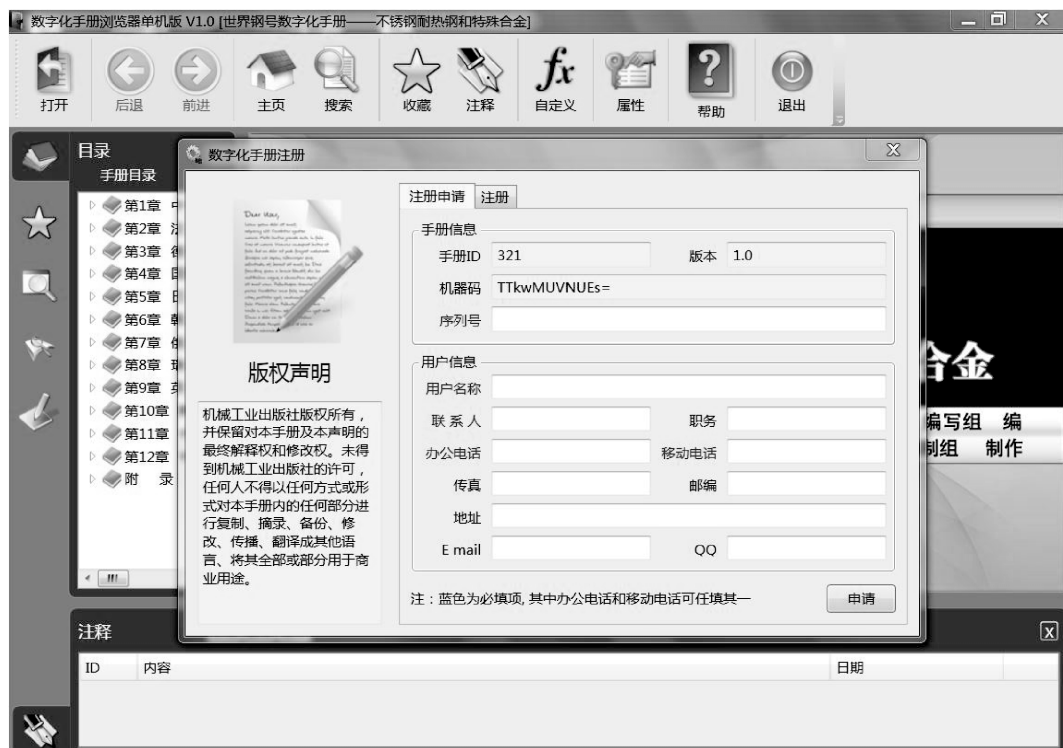 数字化手册浏览器单机版 V1.0 [世界钢号数字化手册——不锈钢耐热钢和特殊合金]
打开 后退 前进 主页 搜索 收藏 注释 自定义 属性 帮助 退出
目录
手册目录
第1章
第2章
第3章
第4章
第5章
第6章
第7章
第8章
第9章
第10章
第11章
第12章
附 录
数字化手册注册
版权声明
机械工业出版社版权所有，
并保留对本手册及本声明的
最终解释权和修改权。未得
到机械工业出版社的许可，
任何人不得以任何方式或形
式对本手册内的任何部分进
行复制、摘录、备份、修
改、传播、翻译成其他语
言、将其全部或部分用于商
业用途。
注册申请 注册
手册信息
手册ID 321 版本 1.0
机器码 TTkwMUVNUEs=
序列号
用户信息
用户名称
联系人 职务
办公电话 移动电话
传真 邮编
地址
E mail QQ
注：蓝色为必填项, 其中办公电话和移动电话可任填其一
申请
合金
编写组 编
制组 制作
注释
ID 内容 日期